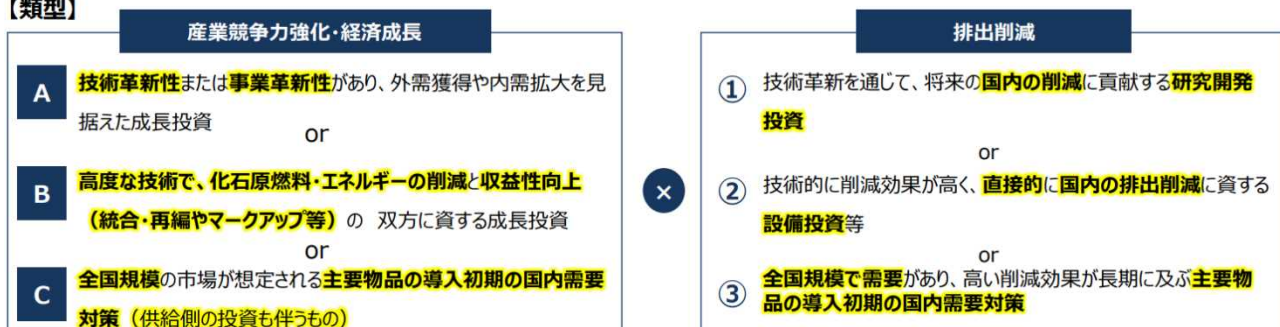 【類型】
産業競争力強化・経済成長
A
技術革新性または事業革新性があり、外需獲得や内需拡大を見
据えた成長投資
or
B
高度な技術で、化石原燃料・エネルギーの削減と収益性向上
（統合・再編やマークアップ等）の 双方に資する成長投資
or
C
全国規模の市場が想定される主要物品の導入初期の国内需要
対策（供給側の投資も伴うもの）
×
排出削減
①
技術革新を通じて、将来の国内の削減に貢献する研究開発
投資
or
②
技術的に削減効果が高く、直接的に国内の排出削減に資する
設備投資等
or
③
全国規模で需要があり、高い削減効果が長期に及ぶ主要物
品の導入初期の国内需要対策